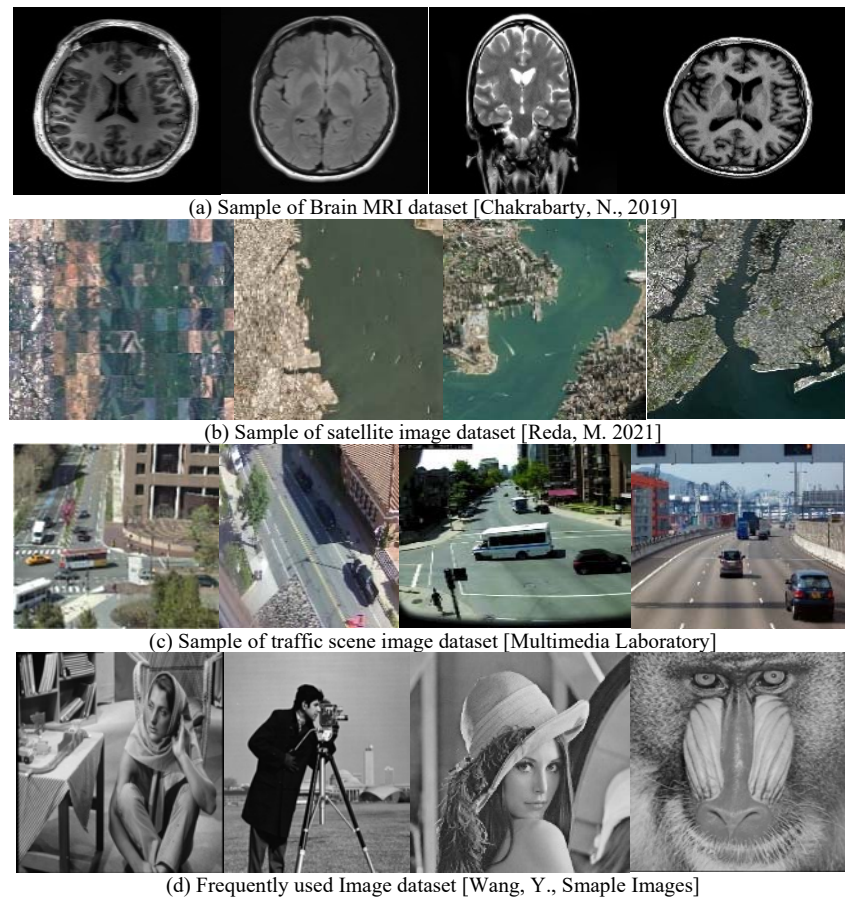 (a) Sample of Brain MRI dataset [Chakrabarty, N., 2019]
(b) Sample of satellite image dataset [Reda, M. 2021]
(c) Sample of traffic scene image dataset [Multimedia Laboratory]
(d) Frequently used Image dataset [Wang, Y., Smaple Images]